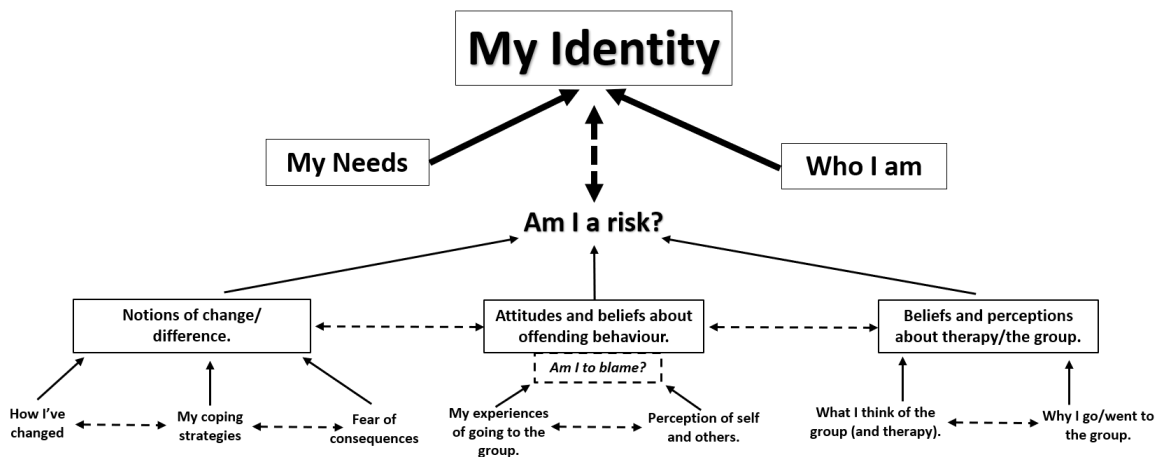 My Identity
My Needs
Who I am
Am I a risk?
Notions of change/
difference.
Attitudes and beliefs about
offending behaviour.
Beliefs and perceptions
about therapy/the group.
Am I to blame?
How I've
changed
My coping
strategies
Fear of
consequences
My experiences
of going to the
group.
Perception of self
and others.
What I think of the
group (and therapy).
Why I go/went to
the group.